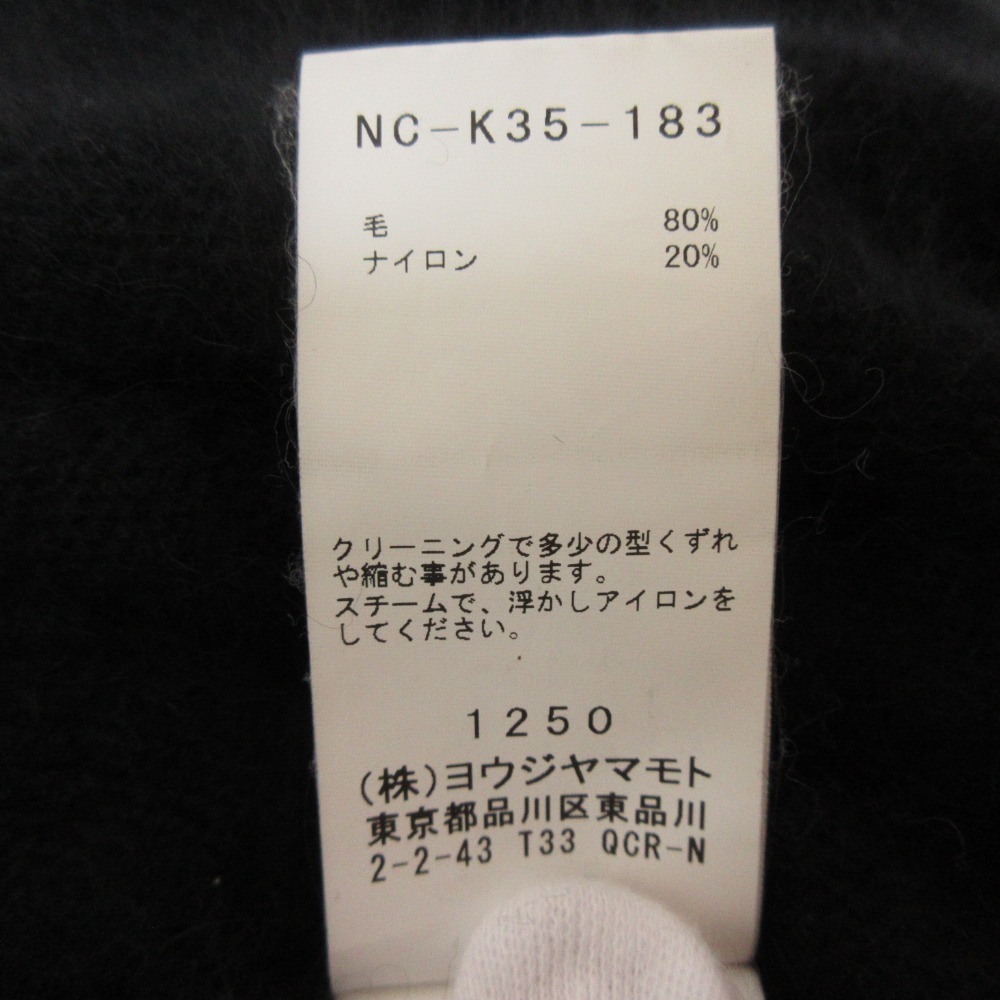 NC-K35-183
毛 80%
ナイロン 20%
クリーニングで多少の型くずれ
や縮む事があります。
スチームで、浮かしアイロンを
してください。
1250
(株)ヨウジヤマモト
東京都品川区東品川
2-2-43 T33 QCR-N